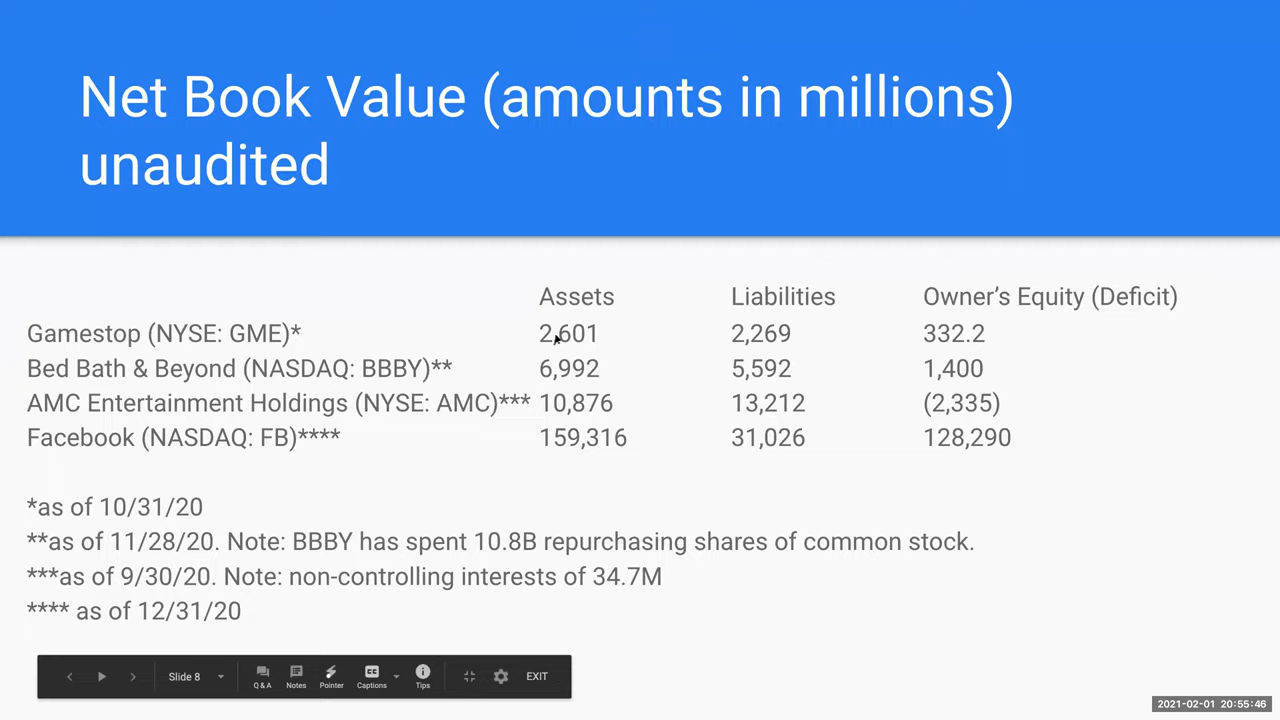 Net Book Value (amounts in millions)
unaudited
Assets Liabilities Owner’s Equity (Deficit)
Gamestop (NYSE: GME)* 2,601 2,269 332.2
Bed Bath & Beyond (NASDAQ: BBBY)** 6,992 5,592 1,400
AMC Entertainment Holdings (NYSE: AMC)*** 10,876 13,212 (2,335)
Facebook (NASDAQ: FB)**** 159,316 31,026 128,290
*as of 10/31/20
**as of 11/28/20. Note: BBBY has spent 10.8B repurchasing shares of common stock.
***as of 9/30/20. Note: non-controlling interests of 34.7M
**** as of 12/31/20
Slide 8 Q & A Notes Pointer CC Captions Tips EXIT
2021-02-01 20:55:46